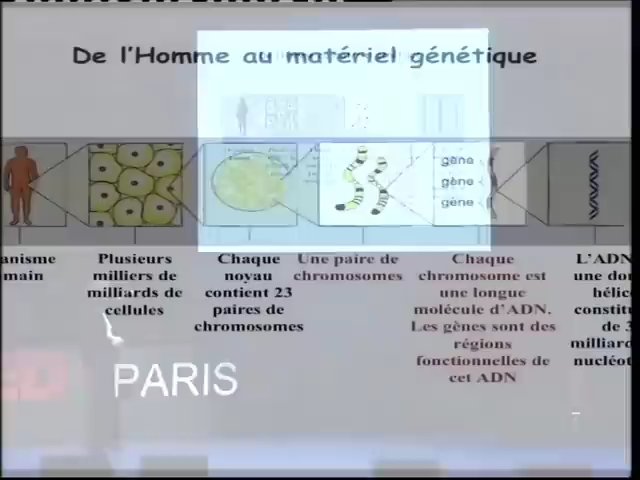 De l'Homme au matériel génétique
gène
gène
gène
anisme
main
Plusieurs
milliers de
milliards de
cellules
Chaque
noyau
contient 23
paires de
chromosomes
Une paire de
chromosomes
Chaque
chromosome est
une longue
molécule d'ADN.
Les gènes sont des
régions
fonctionnelles de
cet ADN
L'ADN
une dou
hélic
constitu
de 3
milliard
nucléot
PARIS